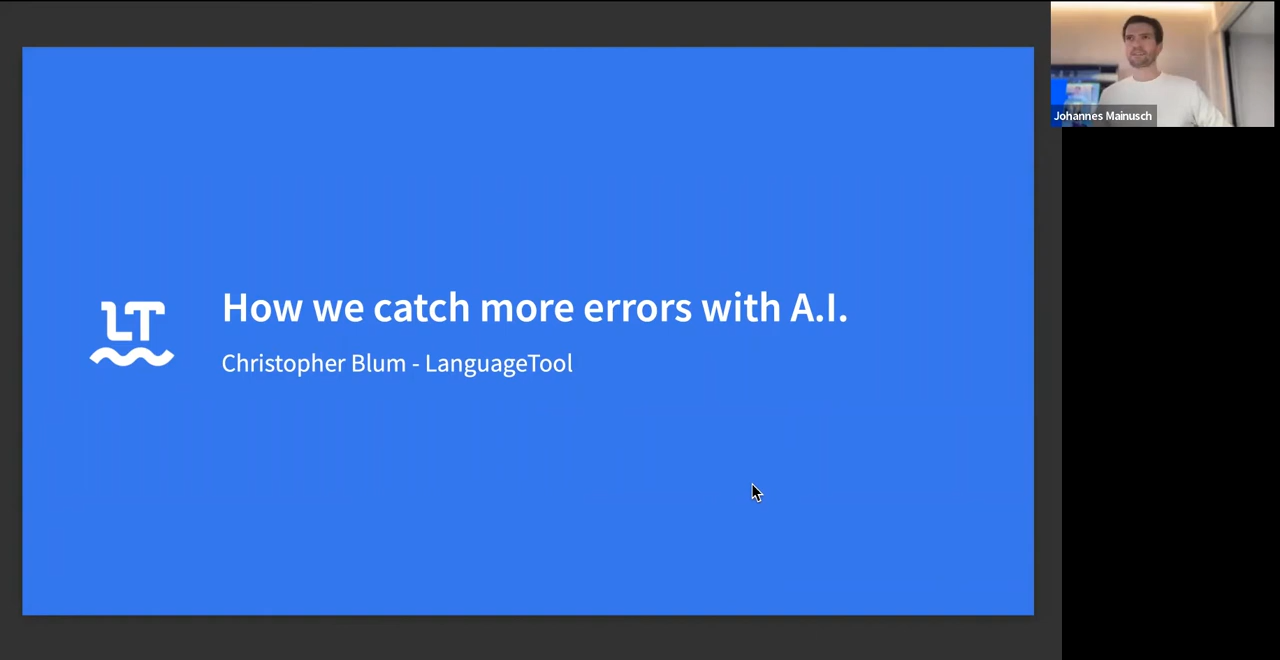 Johannes Mainusch
LT
How we catch more errors with A.I.
Christopher Blum - LanguageTool